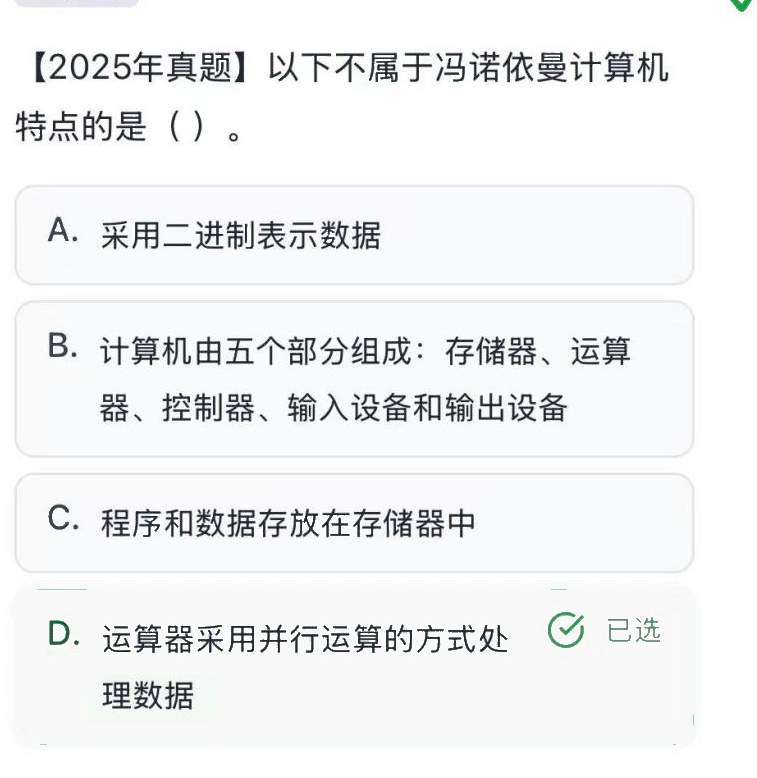 【2025年真题】以下不属于冯诺依曼计算机
特点的是（）。
A. 采用二进制表示数据
B. 计算机由五个部分组成：存储器、运算
器、控制器、输入设备和输出设备
C. 程序和数据存放在存储器中
D. 运算器采用并行运算的方式处 已选
理数据